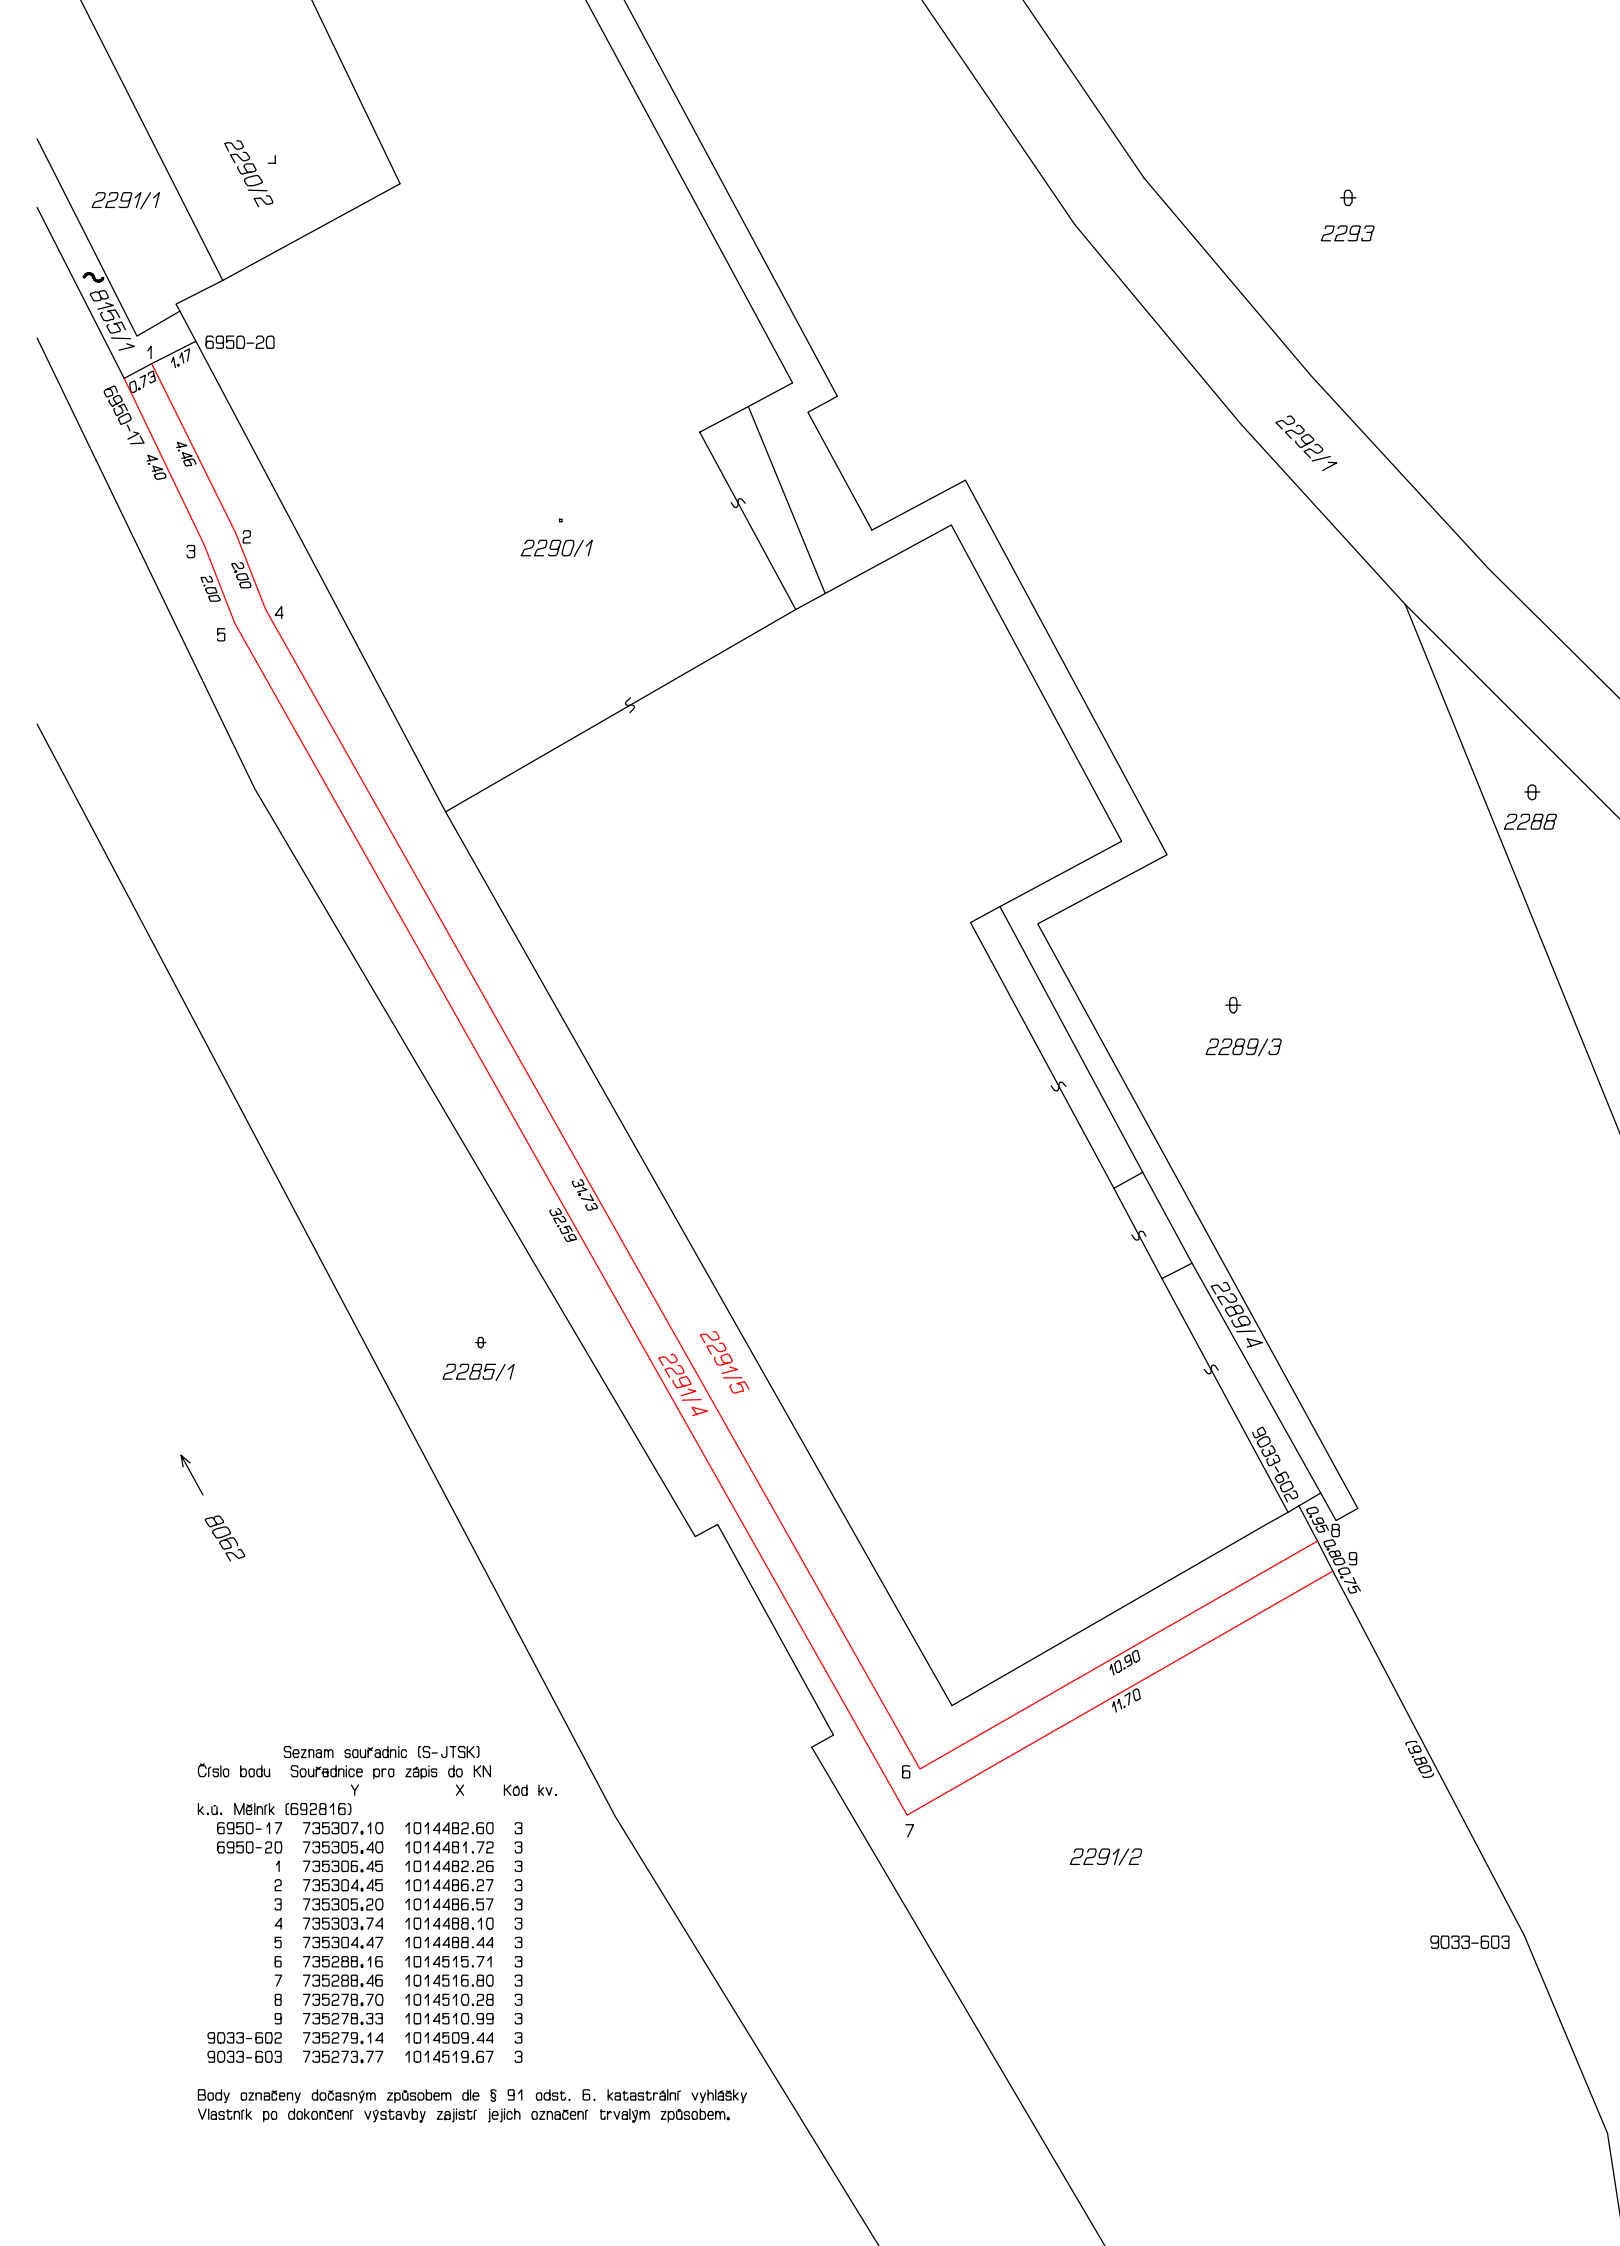 2290/2
2291/1
2293
8155/1
6950-20
1
1.17
0.73
6950-17
4.40
4.46
2292/1
2
3
2290/1
2.00
2.00
4
5
2288
2289/3
31.73
32.59
2289/4
2291/5
2291/4
2285/1
9033-602
8062
0.95
8
0.80
9
0.75
10.90
11.70
(9.80)
6
7
2291/2
9033-603
Seznam souřadnic (S-JTSK)
Číslo bodu Souřadnice pro zápis do KN
Y X Kód kv.
k.ú. Mělník (692816)
6950-17 735307.10 1014482.60 3
6950-20 735305.40 1014481.72 3
1 735306.45 1014482.26 3
2 735304.45 1014486.27 3
3 735305.20 1014486.57 3
4 735303.74 1014488.10 3
5 735304.47 1014488.44 3
6 735288.16 1014515.71 3
7 735288.46 1014516.80 3
8 735278.70 1014510.28 3
9 735278.33 1014510.99 3
9033-602 735279.14 1014509.44 3
9033-603 735273.77 1014519.67 3
Body označeny dočasným způsobem dle § 91 odst. 6. katastrální vyhlášky
Vlastník po dokončení výstavby zajistí jejich označení trvalým způsobem.